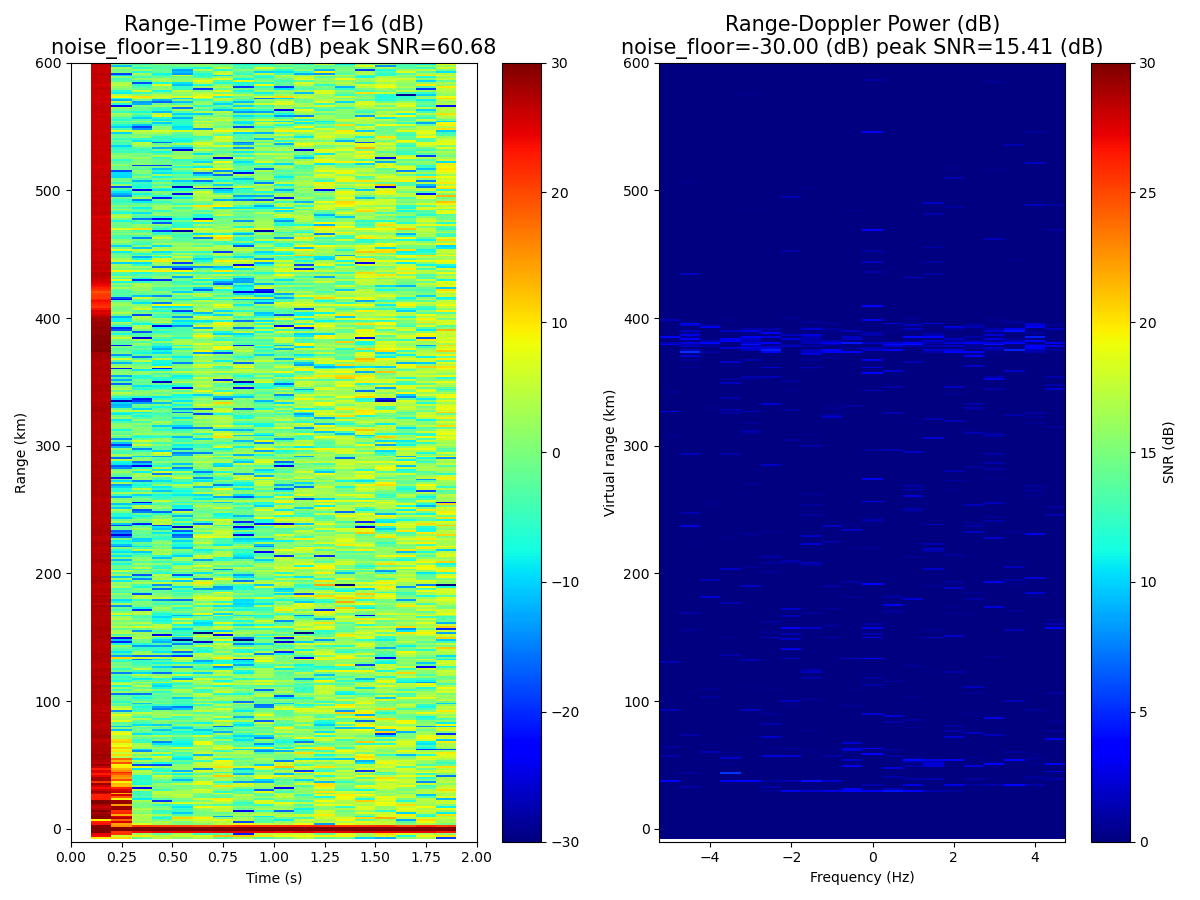 Range-Time Power f=16 (dB)
noise_floor=-119.80 (dB) peak SNR=60.68
Range-Doppler Power (dB)
noise_floor=-30.00 (dB) peak SNR=15.41 (dB)
600
500
400
300
200
100
0
Range (km)
0.00 0.25 0.50 0.75 1.00 1.25 1.50 1.75 2.00
Time (s)
30
20
10
0
−10
−20
−30
600
500
400
300
200
100
0
Virtual range (km)
−4 −2 0 2 4
Frequency (Hz)
30
25
20
15
10
5
0
SNR (dB)